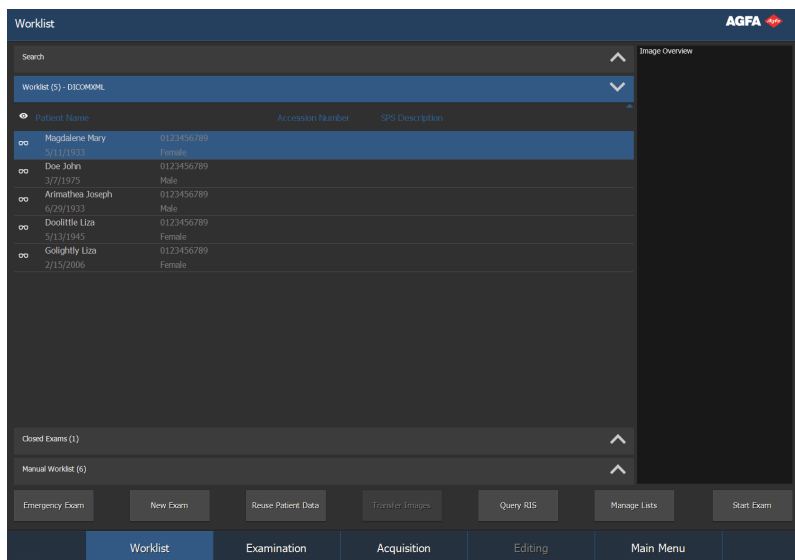 Worklist
AGFA
Search
Image Overview
Worklist (5) - DICOMXML
Patient Name Accession Number SPS Description
Magdalene Mary 0123456789
5/11/1933 Female
Doe John 0123456789
3/7/1975 Male
Arimathea Joseph 0123456789
6/29/1933 Male
Doolittle Liza 0123456789
5/13/1945 Female
Golightly Liza 0123456789
2/15/2006 Female
Closed Exams (1)
Manual Worklist (6)
Emergency Exam New Exam Reuse Patient Data Transfer Images Query RIS Manage Lists Start Exam
Worklist Examination Acquisition Editing Main Menu